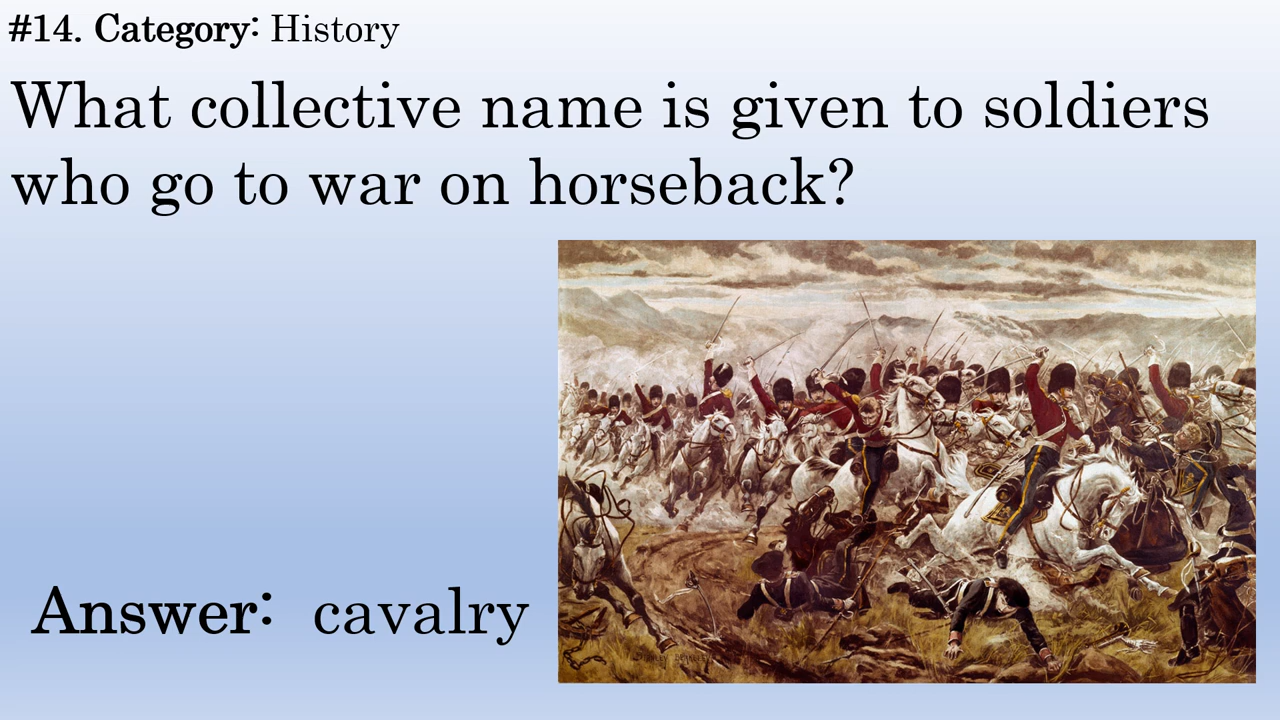 #14. Category: History
What collective name is given to soldiers
who go to war on horseback?
Answer: cavalry